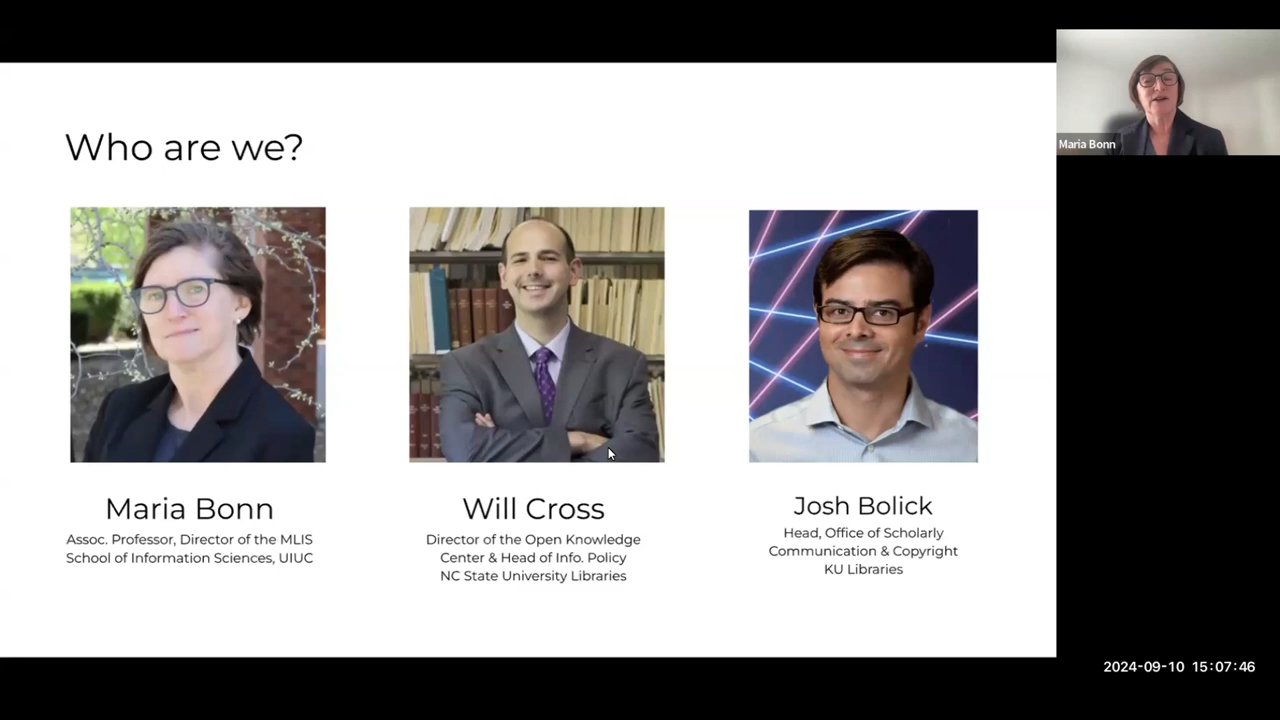 Who are we?
Maria Bonn
Maria Bonn
Assoc. Professor, Director of the MLIS
School of Information Sciences, UIUC
Will Cross
Director of the Open Knowledge
Center & Head of Info. Policy
NC State University Libraries
Josh Bolick
Head, Office of Scholarly
Communication & Copyright
KU Libraries
2024-09-10 15:07:46